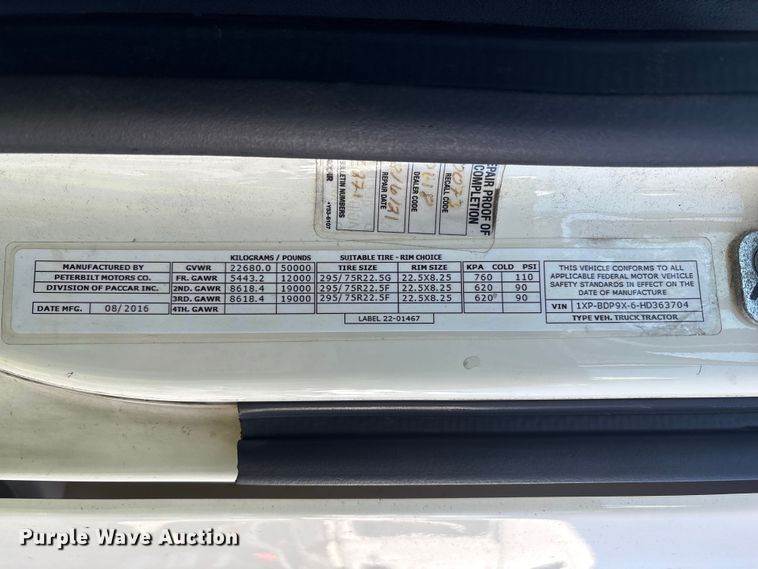 REPAIR PROOF OF
COMPLETION
RECALL CODE
DEALER CODE
REPAIR DATE
BULLETIN NUMBERS
•Y53-6107
KILOGRAMS / POUNDS SUITABLE TIRE - RIM CHOICE
MANUFACTURED BY GVWR 22680.0 50000 TIRE SIZE RIM SIZE KPA COLD PSI
PETERBILT MOTORS CO. FR. GAWR 5443.2 12000 295/75R22.5G 22.5X8.25 760 110
DIVISION OF PACCAR INC. 2ND. GAWR 8618.4 19000 295/75R22.5F 22.5X8.25 620 90
3RD. GAWR 8618.4 19000 295/75R22.5F 22.5X8.25 620 90
DATE MFG. 08/2016 4TH. GAWR
LABEL 22-01467
THIS VEHICLE CONFORMS TO ALL
APPLICABLE FEDERAL MOTOR VEHICLE
SAFETY STANDARDS IN EFFECT ON THE
DATE OF MANUFACTURE
VIN 1XP-BDP9X-6-HD363704
TYPE VEH. TRUCK TRACTOR
Purple Wave Auction